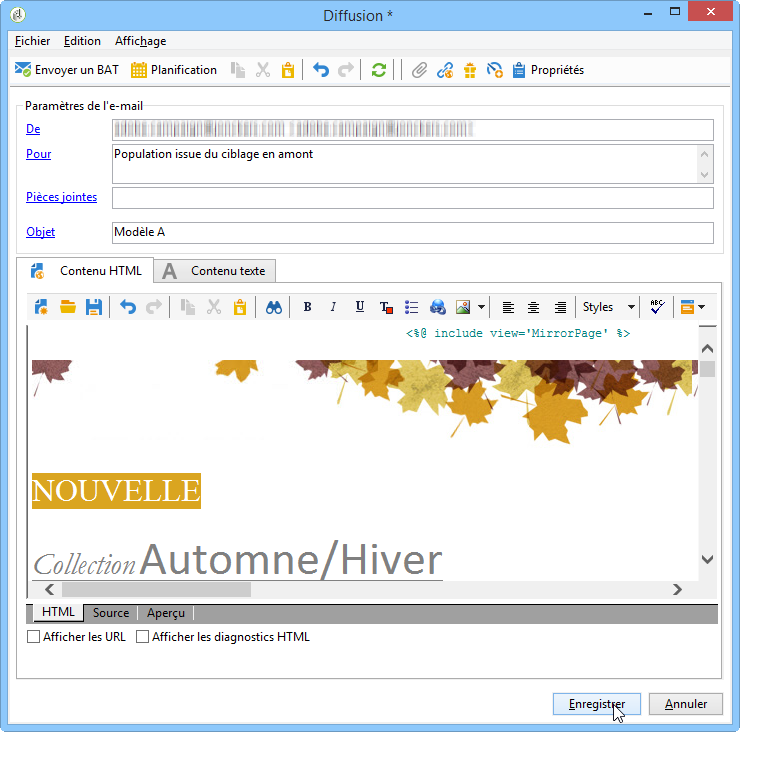 Diffusion *
Fichier Edition Affichage
Envoyer un BAT Planification Propriétés
Paramètres de l'e-mail
De
Pour Population issue du ciblage en amont
Pièces jointes
Objet Modèle A
Contenu HTML A Contenu texte
B I U T Styles ABC
<%@ include view='MirrorPage' %>
NOUVELLE
Collection Automne/Hiver
HTML Source Aperçu
Afficher les URL Afficher les diagnostics HTML
Enregistrer Annuler